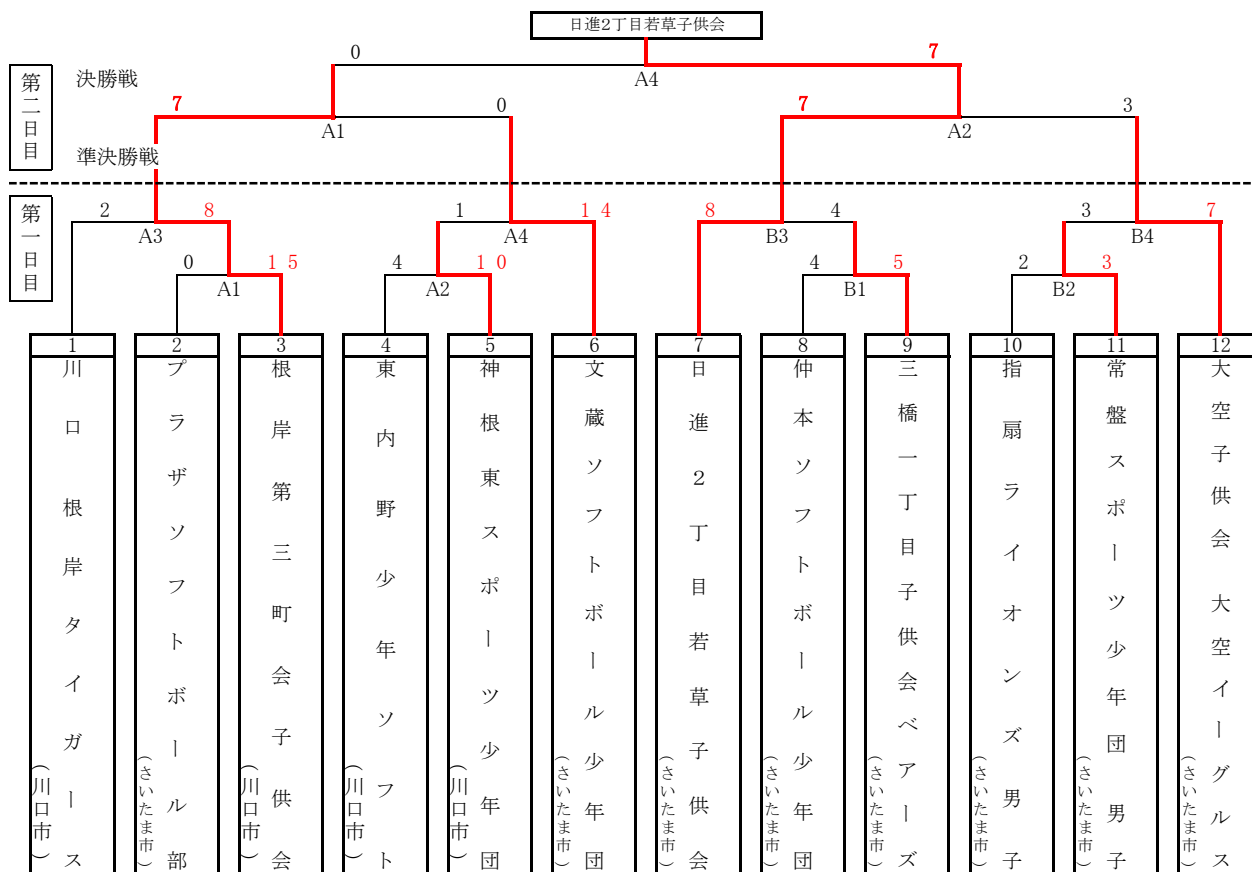 日進2丁目若草子供会
0
7
第二日目
決勝戦
A4
7
0
7
3
A1
A2
準決勝戦
第一日目
2
8
1
14
8
4
3
7
A3
A4
B3
B4
0
15
4
10
4
5
2
3
A1
A2
B1
B2
1
2
3
4
5
6
7
8
9
10
11
12
川口 根岸タイガース
(川口市)
プラザソフトボール部
(さいたま市)
根岸第三町会子供会
(川口市)
東内野少年ソフト
(川口市)
神根東スポーツ少年団
(川口市)
文蔵ソフトボール少年団
(さいたま市)
日進2丁目若草子供会
(さいたま市)
仲本ソフトボール少年団
(さいたま市)
三橋一丁目子供会ベアーズ
(さいたま市)
指扇ライオンズ男子
(さいたま市)
常盤スポーツ少年団 男子
(さいたま市)
大空子供会 大空イーグルス
(さいたま市)